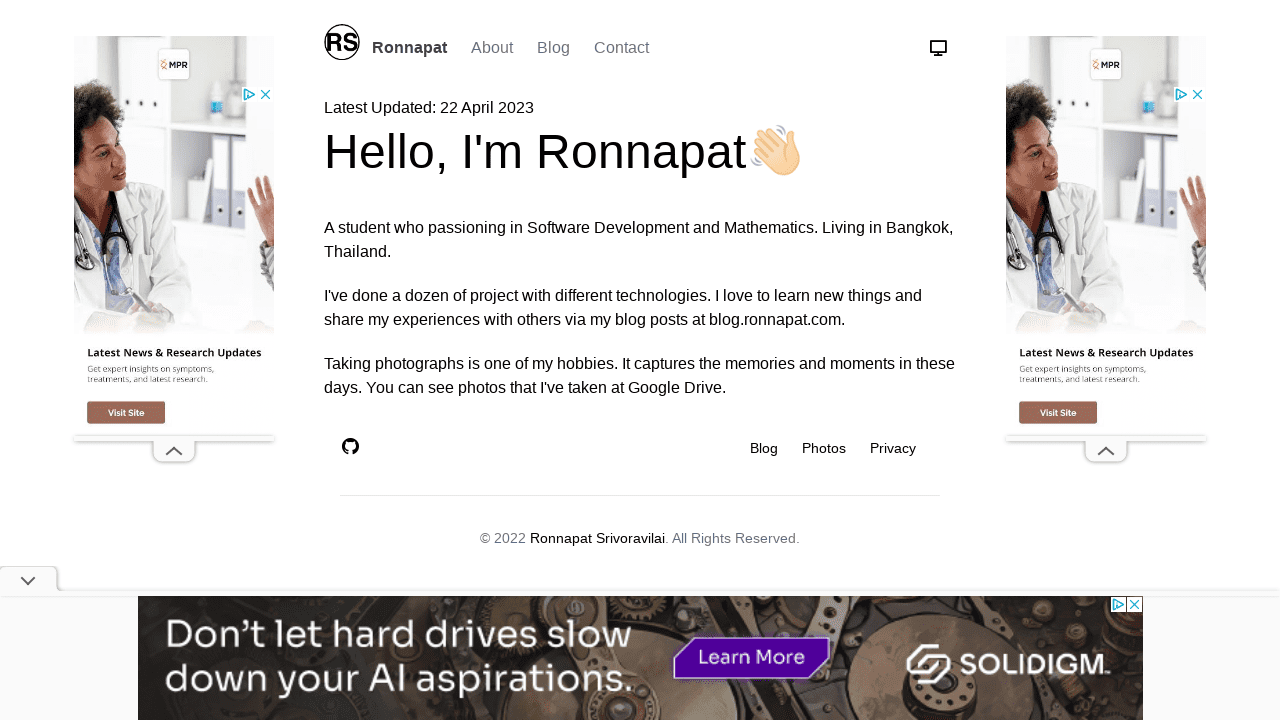 RS
Ronnapat About Blog Contact
Latest Updated: 22 April 2023
Hello, I'm Ronnapat
A student who passioning in Software Development and Mathematics. Living in Bangkok,
Thailand.
I've done a dozen of project with different technologies. I love to learn new things and
share my experiences with others via my blog posts at blog.ronnapat.com.
Taking photographs is one of my hobbies. It captures the memories and moments in these
days. You can see photos that I've taken at Google Drive.
Blog Photos Privacy
© 2022 Ronnapat Srivoravilai. All Rights Reserved.
MPR
Latest News & Research Updates
Get expert insights on symptoms,
treatments, and latest research.
Visit Site
MPR
Latest News & Research Updates
Get expert insights on symptoms,
treatments, and latest research.
Visit Site
Don't let hard drives slow
down your AI aspirations.
Learn More
SOLIDIGM